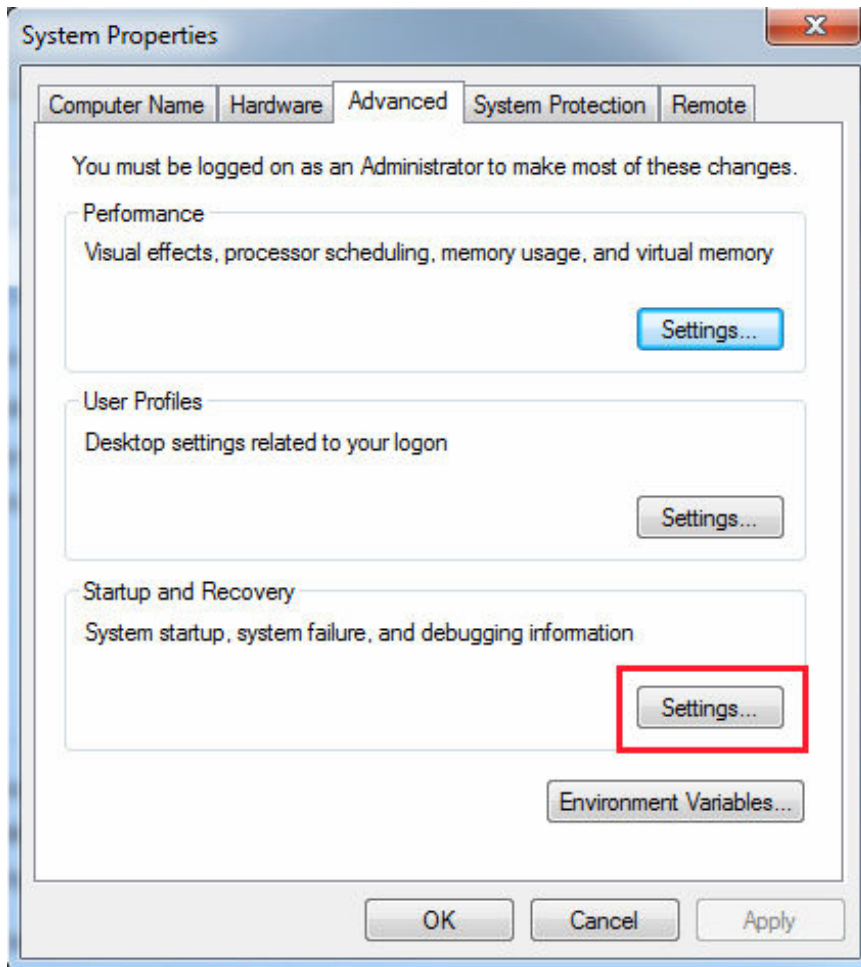 System Properties
Computer Name
Hardware
Advanced
System Protection
Remote
You must be logged on as an Administrator to make most of these changes.
Performance
Visual effects, processor scheduling, memory usage, and virtual memory
Settings...
User Profiles
Desktop settings related to your logon
Settings...
Startup and Recovery
System startup, system failure, and debugging information
Settings...
Environment Variables...
OK
Cancel
Apply